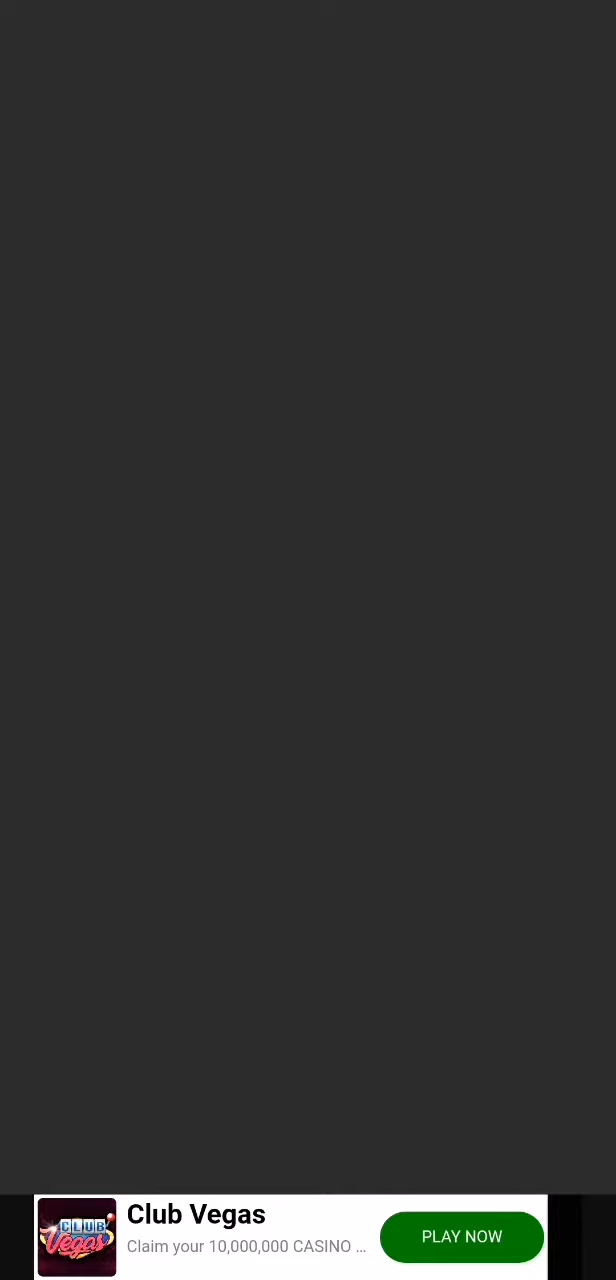 CLUB
Vegas
Club Vegas
Claim your 10,000,000 CASINO ...
PLAY NOW